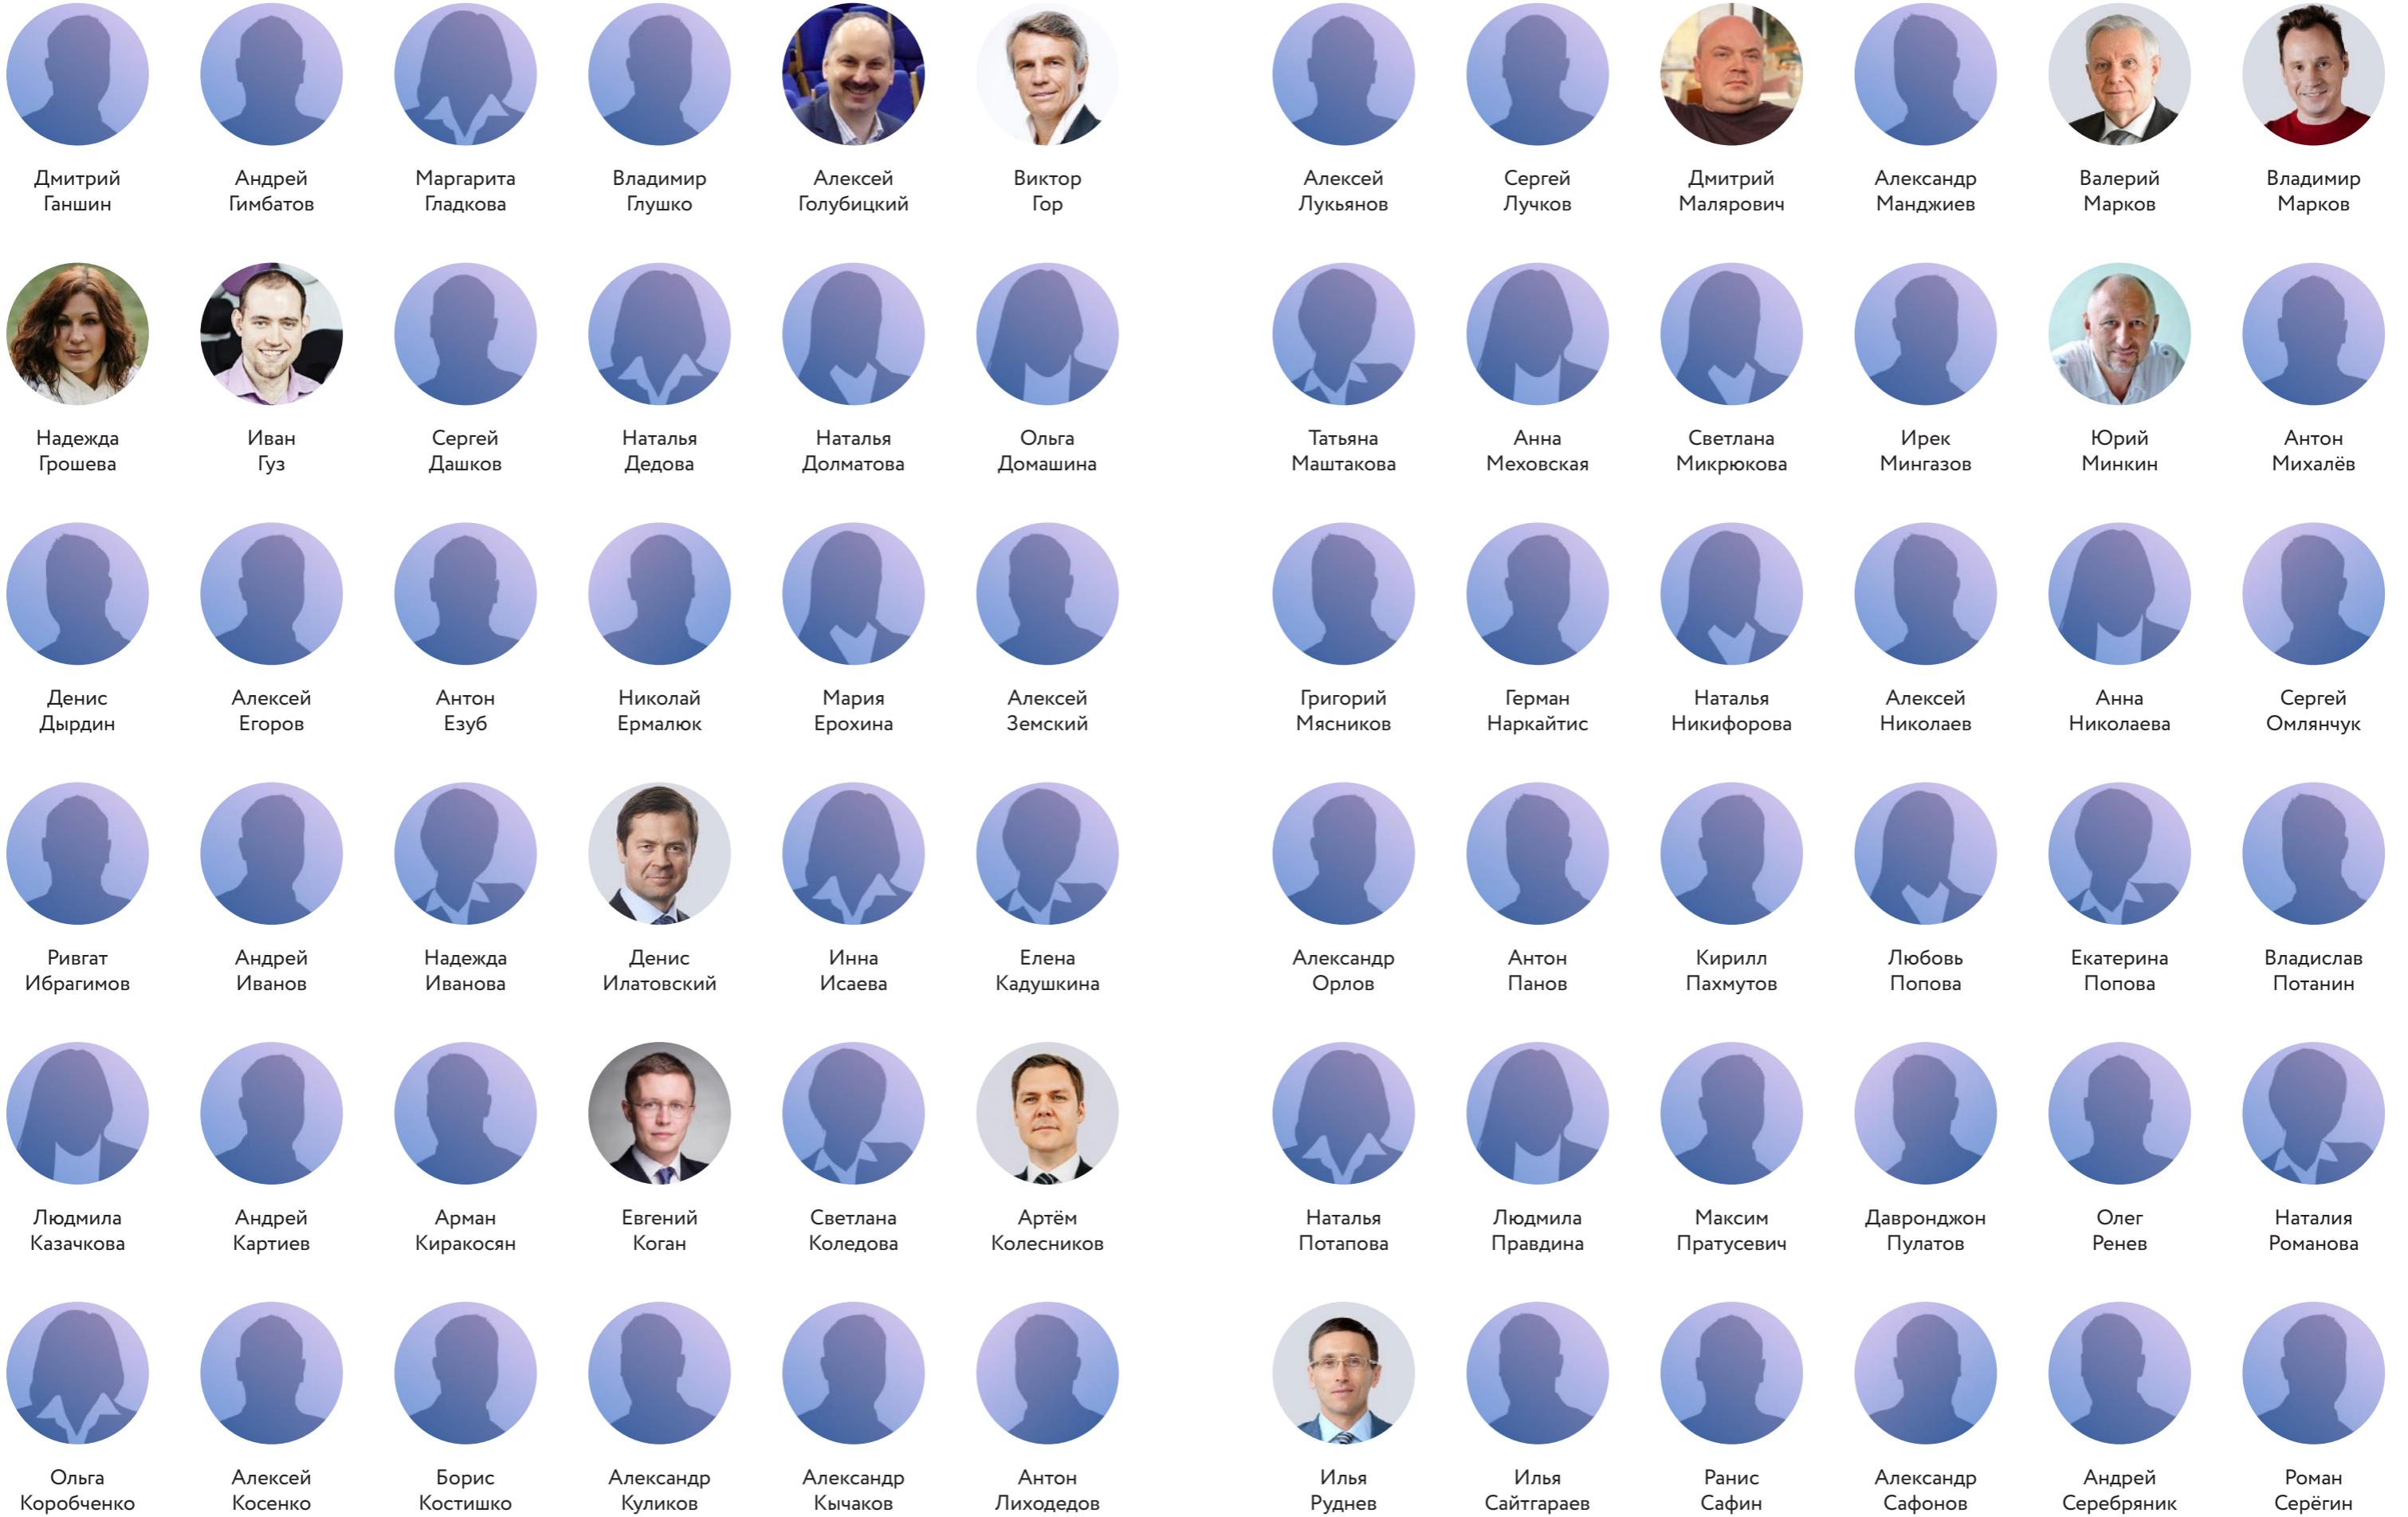 Дмитрий
Ганшин
Андрей
Гимбатов
Маргарита
Гладкова
Владимир
Глушко
Алексей
Голубицкий
Виктор
Гор
Надежда
Грошева
Иван
Гуз
Сергей
Дашков
Наталья
Дедова
Наталья
Долматова
Ольга
Домашина
Денис
Дырдин
Алексей
Егоров
Антон
Езуб
Николай
Ермалюк
Мария
Ерохина
Алексей
Земский
Ривгат
Ибрагимов
Андрей
Иванов
Надежда
Иванова
Денис
Илатовский
Инна
Исаева
Елена
Кадушкина
Людмила
Казачкова
Андрей
Картиев
Арман
Киракосян
Евгений
Коган
Светлана
Коледова
Артём
Колесников
Ольга
Коробченко
Алексей
Косенко
Борис
Костишко
Александр
Куликов
Александр
Кычаков
Антон
Лиходедов
Алексей
Лукьянов
Сергей
Лучков
Дмитрий
Малярович
Александр
Манджиев
Валерий
Марков
Владимир
Марков
Татьяна
Маштакова
Анна
Меховская
Светлана
Микрюкова
Ирек
Мингазов
Юрий
Минкин
Антон
Михалёв
Григорий
Мясников
Герман
Наркайтис
Наталья
Никифорова
Алексей
Николаев
Анна
Николаева
Сергей
Омлянчук
Александр
Орлов
Антон
Панов
Кирилл
Пахмутов
Любовь
Попова
Екатерина
Попова
Владислав
Потанин
Наталья
Потапова
Людмила
Правдина
Максим
Пратусевич
Давронджон
Пулатов
Олег
Ренев
Наталия
Романова
Илья
Руднев
Илья
Сайтгараев
Ранис
Сафин
Александр
Сафонов
Андрей
Серебряник
Роман
Серёгин